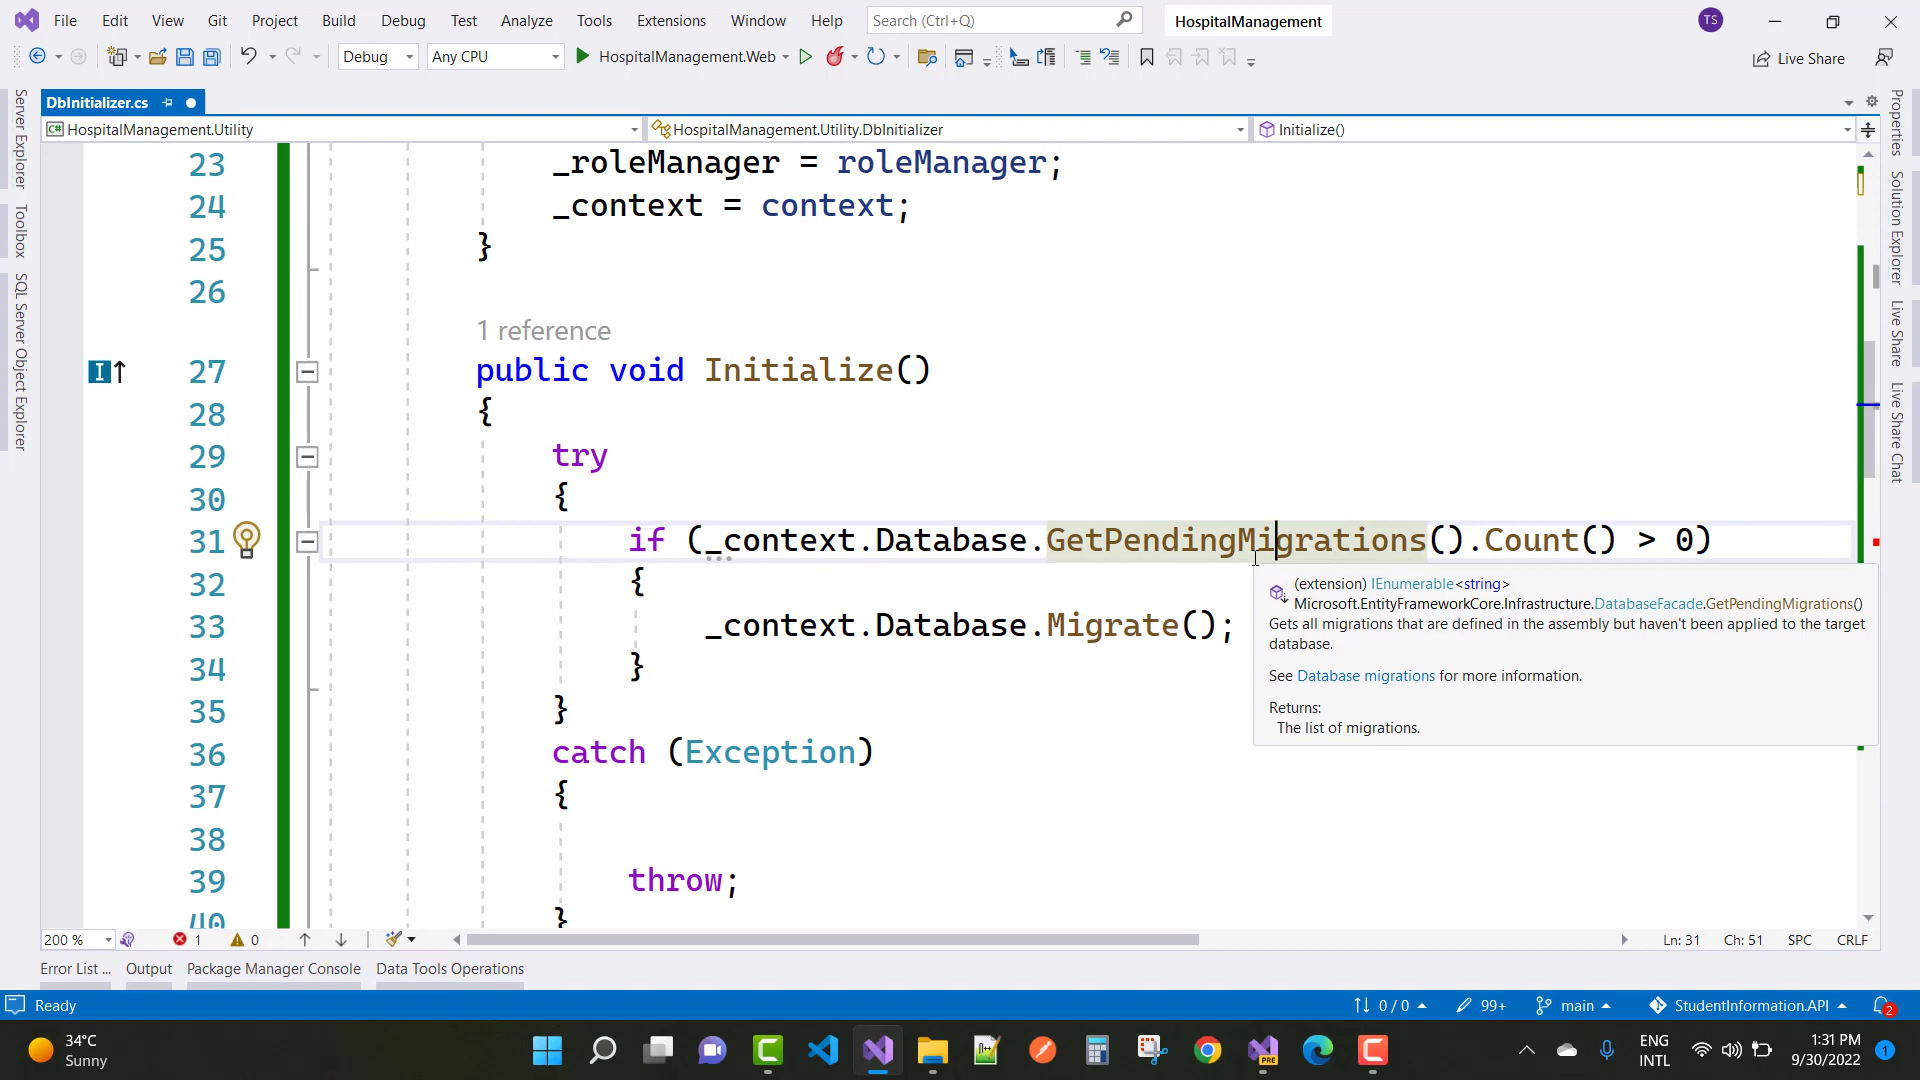 File Edit View Git Project Build Debug Test Analyze Tools Extensions Window Help Search (Ctrl+Q) HospitalManagement TS
Debug Any CPU HospitalManagement.Web Live Share
DbInitializer.cs
C# HospitalManagement.Utility HospitalManagement.Utility.DbInitializer Initialize()
Server Explorer
Toolbox
SQL Server Object Explorer
23 _roleManager = roleManager;
24 _context = context;
25 }
26
1 reference
27 public void Initialize()
28 {
29 try
30 {
31 if (_context.Database.GetPendingMigrations().Count() > 0)
32 {
33 _context.Database.Migrate();
34 }
35 }
36 catch (Exception)
37 {
38
39 throw;
40 }
(extension) IEnumerable<string>
Microsoft.EntityFrameworkCore.Infrastructure.DatabaseFacade.GetPendingMigrations()
Gets all migrations that are defined in the assembly but haven't been applied to the target
database.
See Database migrations for more information.
Returns:
The list of migrations.
Properties
Solution Explorer
Live Share
Live Share Chat
200 % 1 0 Ln: 31 Ch: 51 SPC CRLF
Error List ... Output Package Manager Console Data Tools Operations
Ready 0 / 0 99+ main StudentInformation.API 2
34°C
Sunny
PRE
ENG
INTL
1:31 PM
9/30/2022
1